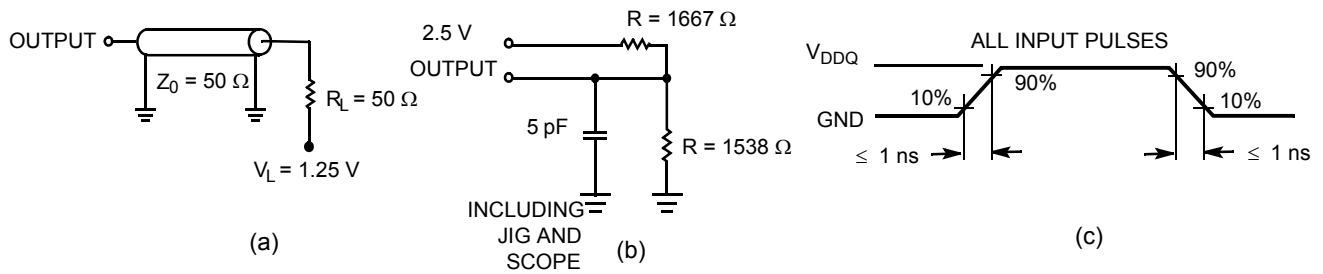 OUTPUT
Z0 = 50 Ω
RL = 50 Ω
VL = 1.25 V
(a)
R = 1667 Ω
2.5 V
OUTPUT
5 pF
R = 1538 Ω
INCLUDING
JIG AND
SCOPE
(b)
ALL INPUT PULSES
VDDQ
GND
10%
90%
90%
10%
≤ 1 ns
≤ 1 ns
(c)